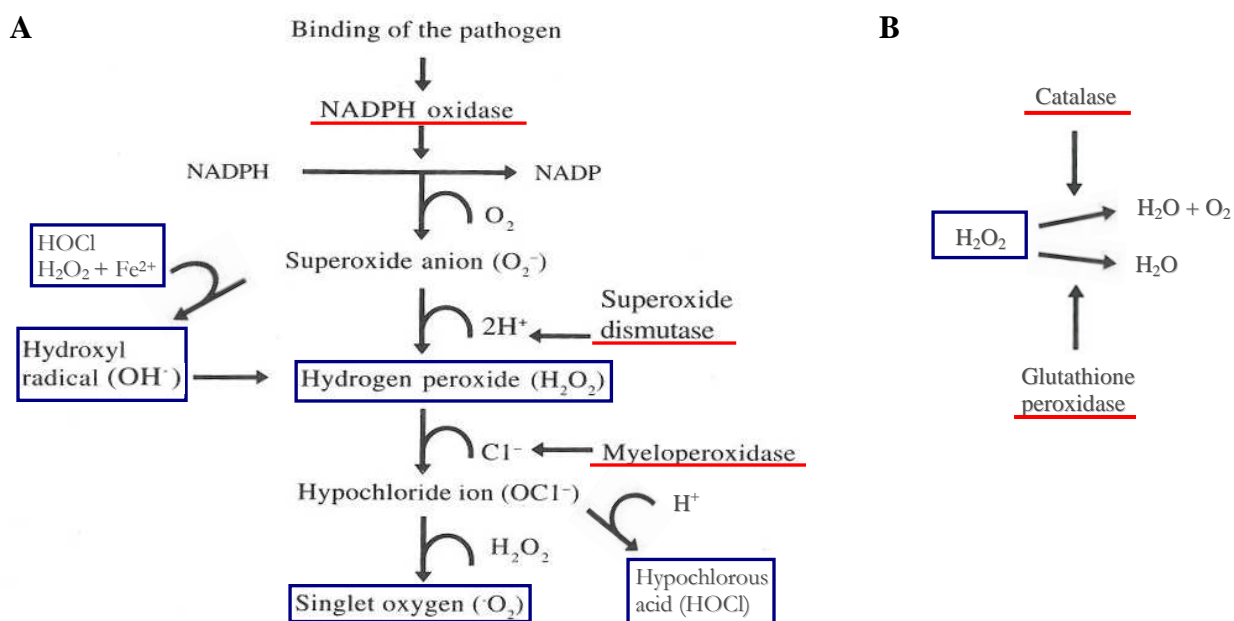 A
Binding of the pathogen
NADPH oxidase
NADPH
NADP
O₂
HOCl
H₂O₂ + Fe²⁺
Superoxide anion (O₂⁻)
2H⁺
Superoxide
dismutase
Hydroxyl
radical (OH˙)
Hydrogen peroxide (H₂O₂)
C1⁻
Myeloperoxidase
Hypochloride ion (OC1⁻)
H⁺
H₂O₂
Hypochlorous
acid (HOCl)
Singlet oxygen (˙O₂)
B
Catalase
H₂O₂
H₂O + O₂
H₂O
Glutathione
peroxidase